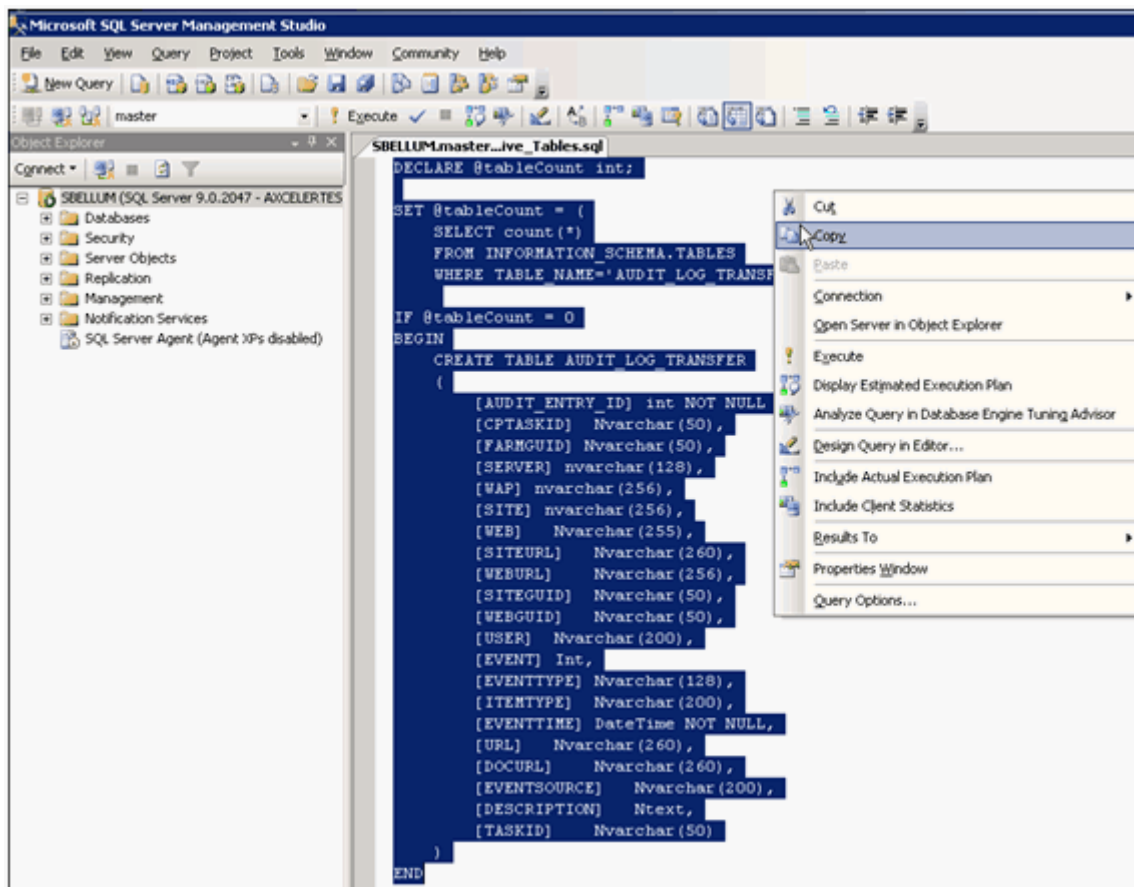 Microsoft SQL Server Management Studio
File Edit View Query Project Tools Window Community Help
New Query
master
Execute
Object Explorer
SBELLUM.master...ive_Tables.sql
Connect
SBELLUM (SQL Server 9.0.2047 - AXCELERTES
Databases
Security
Server Objects
Replication
Management
Notification Services
SQL Server Agent (Agent XPs disabled)
DECLARE @tableCount int;
SET @tableCount = (
SELECT count(*)
FROM INFORMATION_SCHEMA.TABLES
WHERE TABLE_NAME='AUDIT_LOG_TRANSF
IF @tableCount = 0
BEGIN
CREATE TABLE AUDIT_LOG_TRANSFER
(
[AUDIT_ENTRY_ID] int NOT NULL
[CPTASKID] Nvarchar(50),
[FARMGUID] Nvarchar(50),
[SERVER] nvarchar(128),
[WAP] nvarchar(256),
[SITE] nvarchar(256),
[WEB] Nvarchar(255),
[SITEURL] Nvarchar(260),
[WEBURL] Nvarchar(256),
[SITEGUID] Nvarchar(50),
[WEBGUID] Nvarchar(50),
[USER] Nvarchar(200),
[EVENT] Int,
[EVENTTYPE] Nvarchar(128),
[ITEMTYPE] Nvarchar(200),
[EVENTTIME] DateTime NOT NULL,
[URL] Nvarchar(260),
[DOCURL] Nvarchar(260),
[EVENTSOURCE] Nvarchar(200),
[DESCRIPTION] Ntext,
[TASKID] Nvarchar(50)
)
END
Cut
Copy
Paste
Connection
Open Server in Object Explorer
Execute
Display Estimated Execution Plan
Analyze Query in Database Engine Tuning Advisor
Design Query in Editor...
Include Actual Execution Plan
Include Client Statistics
Results To
Properties Window
Query Options...